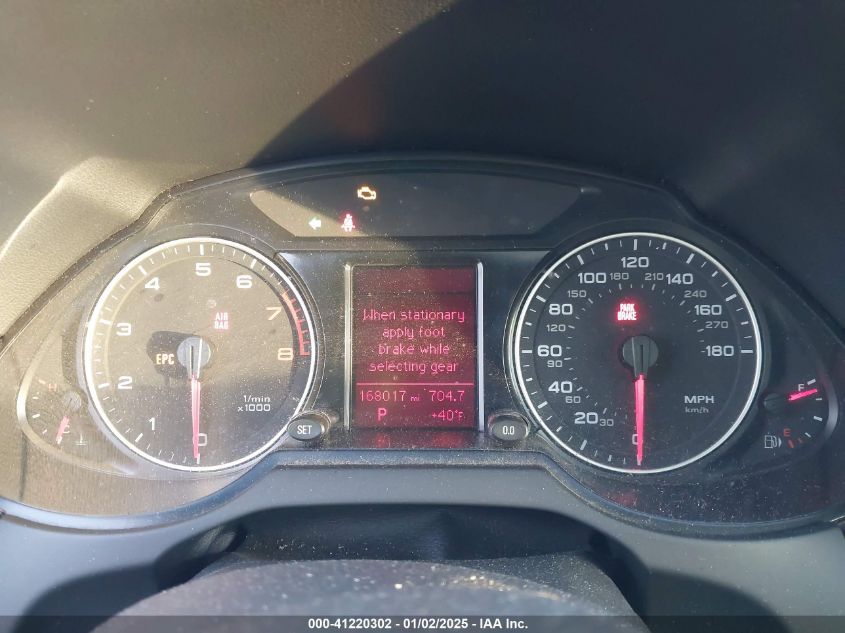 5
4
6
3
7
AIR
BAG
EPC
8
2
1/min
x1000
1
0
H
C
SET
When stationary
apply foot
brake while
selecting gear
168017 mi 704.7
P +40°F
0.0
120
100 180 210 140
80 150 240 160
PARK
BRAKE
120 270
60 180
90
40 MPH
60 km/h
20 30
0
F
E
000-41220302 - 01/02/2025 - IAA Inc.